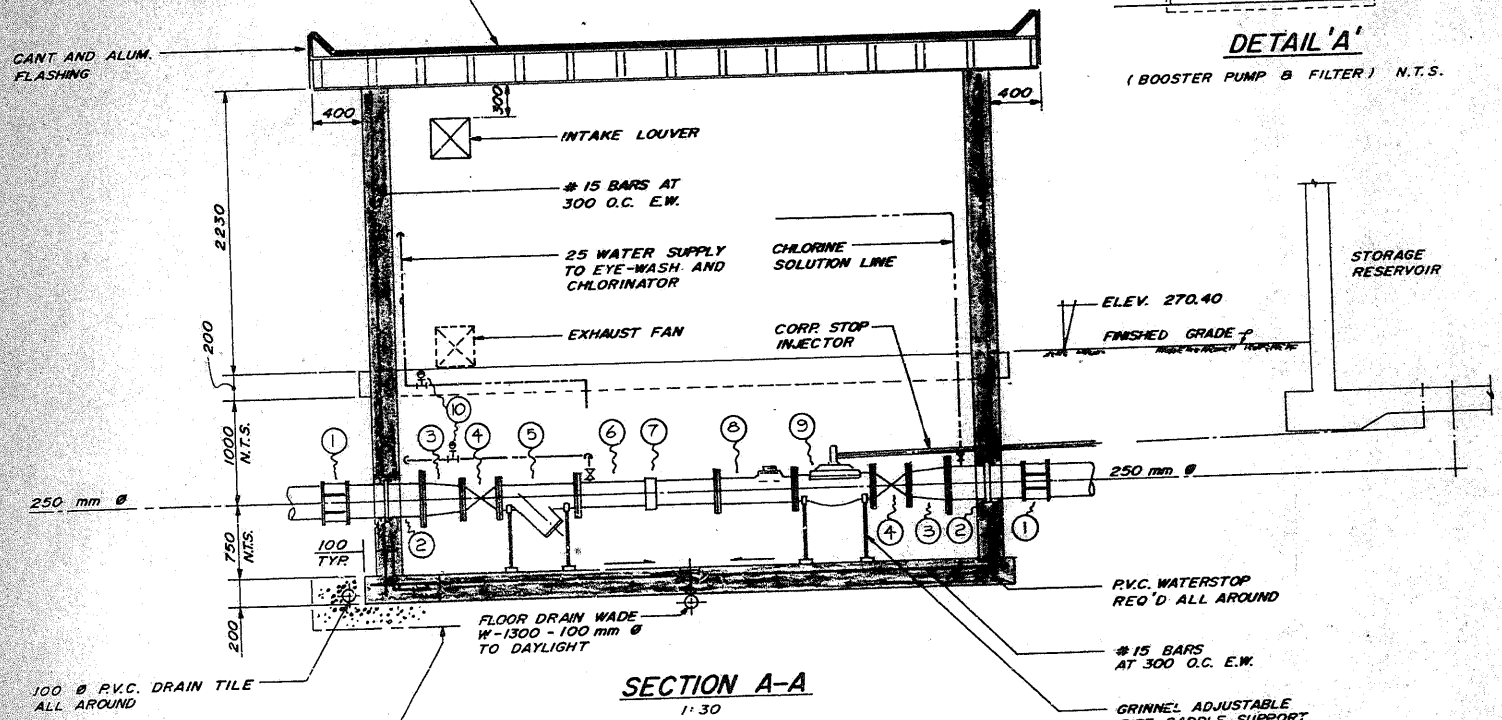 DETAIL 'A'
(BOOSTER PUMP & FILTER) N.T.S.
CANT AND ALUM.
FLASHING
400
300
400
INTAKE LOUVER
# 15 BARS AT
300 O.C. E.W.
2230
25 WATER SUPPLY
TO EYE-WASH AND
CHLORINATOR
CHLORINE
SOLUTION LINE
STORAGE
RESERVOIR
ELEV. 270.40
FINISHED GRADE
EXHAUST FAN
CORP. STOP
INJECTOR
200
1000
N.T.S.
10
1
3
4
5
6
7
8
9
250 mm Ø
250 mm Ø
2
4
3
2
1
750
N.T.S.
100
TYP.
200
FLOOR DRAIN WADE
W-1300 - 100 mm Ø
TO DAYLIGHT
P.V.C. WATERSTOP
REQ'D ALL AROUND
# 15 BARS
AT 300 O.C. E.W.
100 Ø P.V.C. DRAIN TILE
ALL AROUND
SECTION A-A
1:30
GRINNEL ADJUSTABLE
PIPE SADDLE SUPPORT